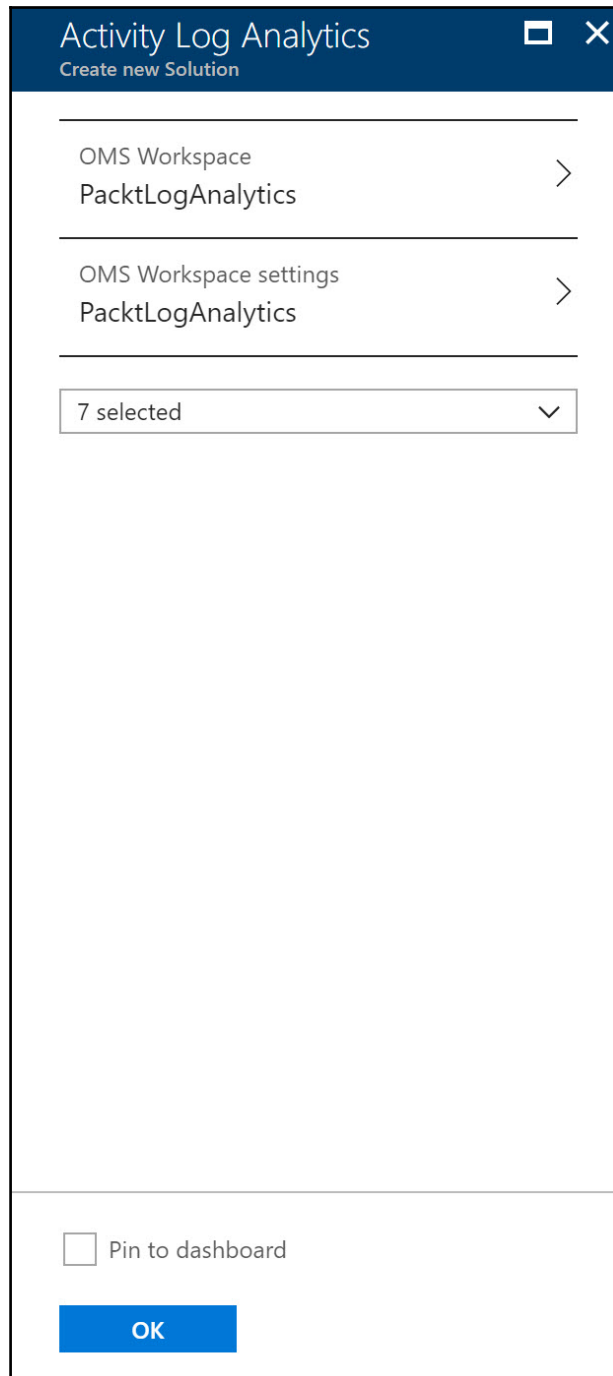 Activity Log Analytics
Create new Solution
OMS Workspace
PacktLogAnalytics
OMS Workspace settings
PacktLogAnalytics
7 selected
Pin to dashboard
OK